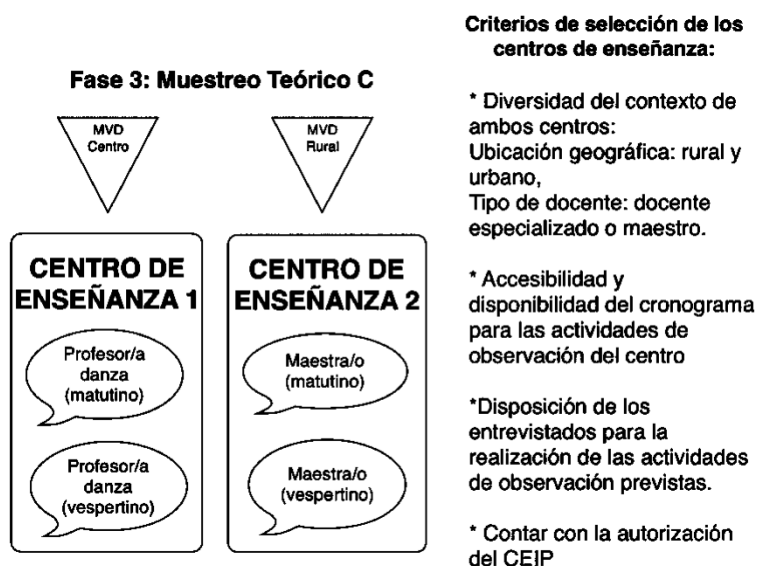 Fase 3: Muestreo Teórico C
MVD
Centro
MVD
Rural
CENTRO DE
ENSEÑANZA 1
Profesor/a
danza
(matutino)
Profesor/a
danza
(vespertino)
CENTRO DE
ENSEÑANZA 2
Maestra/o
(matutino)
Maestra/o
(vespertino)
Criterios de selección de los
centros de enseñanza:
* Diversidad del contexto de
ambos centros:
Ubicación geográfica: rural y
urbano,
Tipo de docente: docente
especializado o maestro.
* Accesibilidad y
disponibilidad del cronograma
para las actividades de
observación del centro
*Disposición de los
entrevistados para la
realización de las actividades
de observación previstas.
* Contar con la autorización
del CEIP